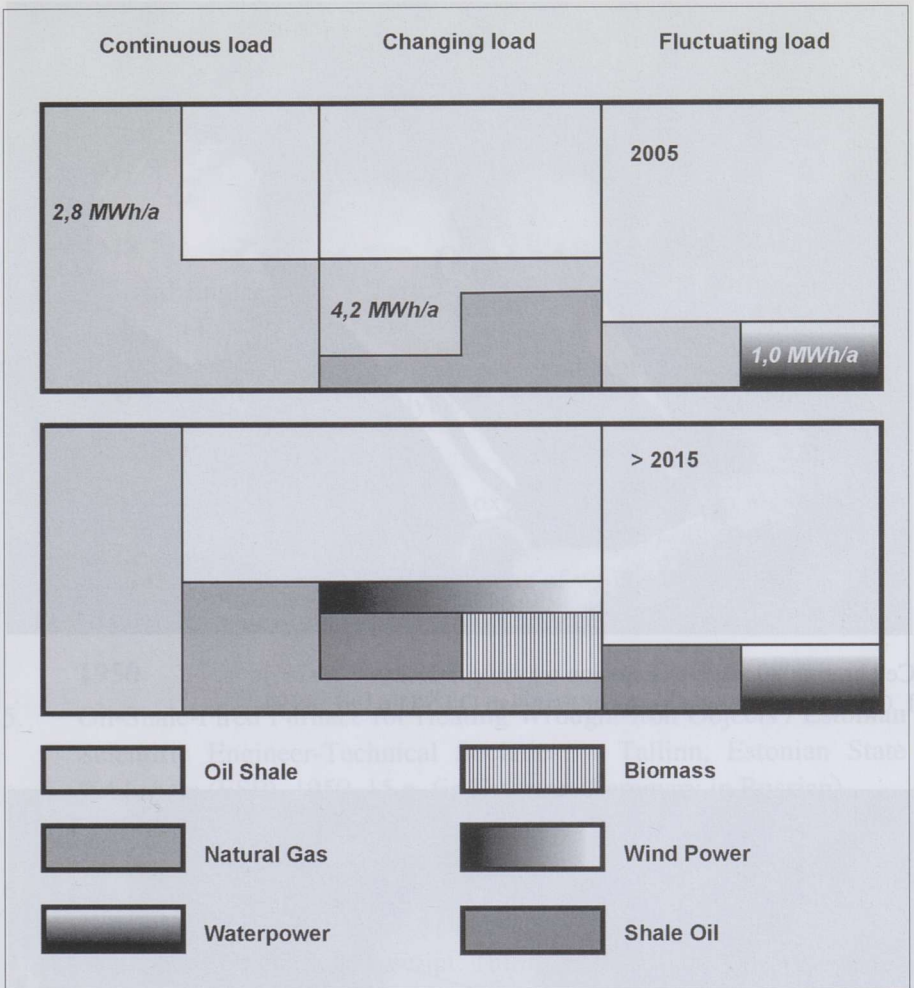 Continuous load
Changing load
Fluctuating load
2005
2,8 MWh/a
4,2 MWh/a
1,0 MWh/a
> 2015
Oil Shale
Biomass
Natural Gas
Wind Power
Waterpower
Shale Oil